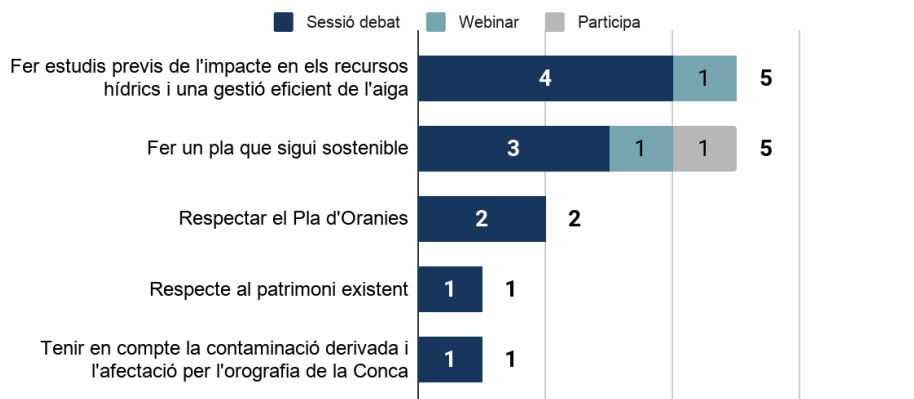 Sessió debat Webinar Participa
Fer estudis previs de l'impacte en els recursos
hídrics i una gestió eficient de l'aiga
4 1 5
Fer un pla que sigui sostenible
3 1 1 5
Respectar el Pla d'Oranies
2 2
Respecte al patrimoni existent
1 1
Tenir en compte la contaminació derivada i
l'afectació per l'orografia de la Conca
1 1